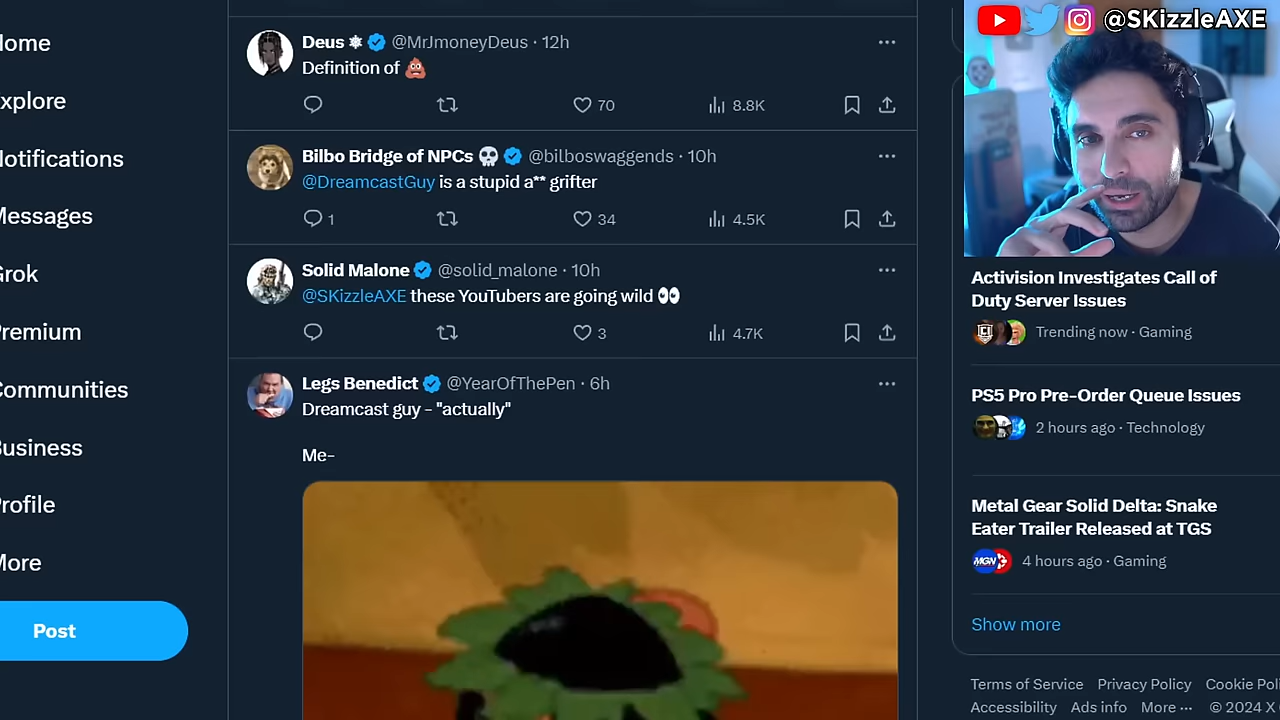 @SKizzleAXE
ome
xplore
otifications
essages
rok
remium
ommunities
usiness
rofile
ore
Post
Deus @MrJmoneyDeus · 12h
Definition of 💩
70 8.8K
Bilbo Bridge of NPCs 💀 @bilboswaggends · 10h
@DreamcastGuy is a stupid a** grifter
1 34 4.5K
Solid Malone @solid_malone · 10h
@SKizzleAXE these YouTubers are going wild 👀
3 4.7K
Legs Benedict @YearOfThePen · 6h
Dreamcast guy - "actually"
Me-
Activision Investigates Call of
Duty Server Issues
Trending now · Gaming
PS5 Pro Pre-Order Queue Issues
2 hours ago · Technology
Metal Gear Solid Delta: Snake
Eater Trailer Released at TGS
MGN 4 hours ago · Gaming
Show more
Terms of Service Privacy Policy Cookie Poli
Accessibility Ads info More ··· © 2024 X